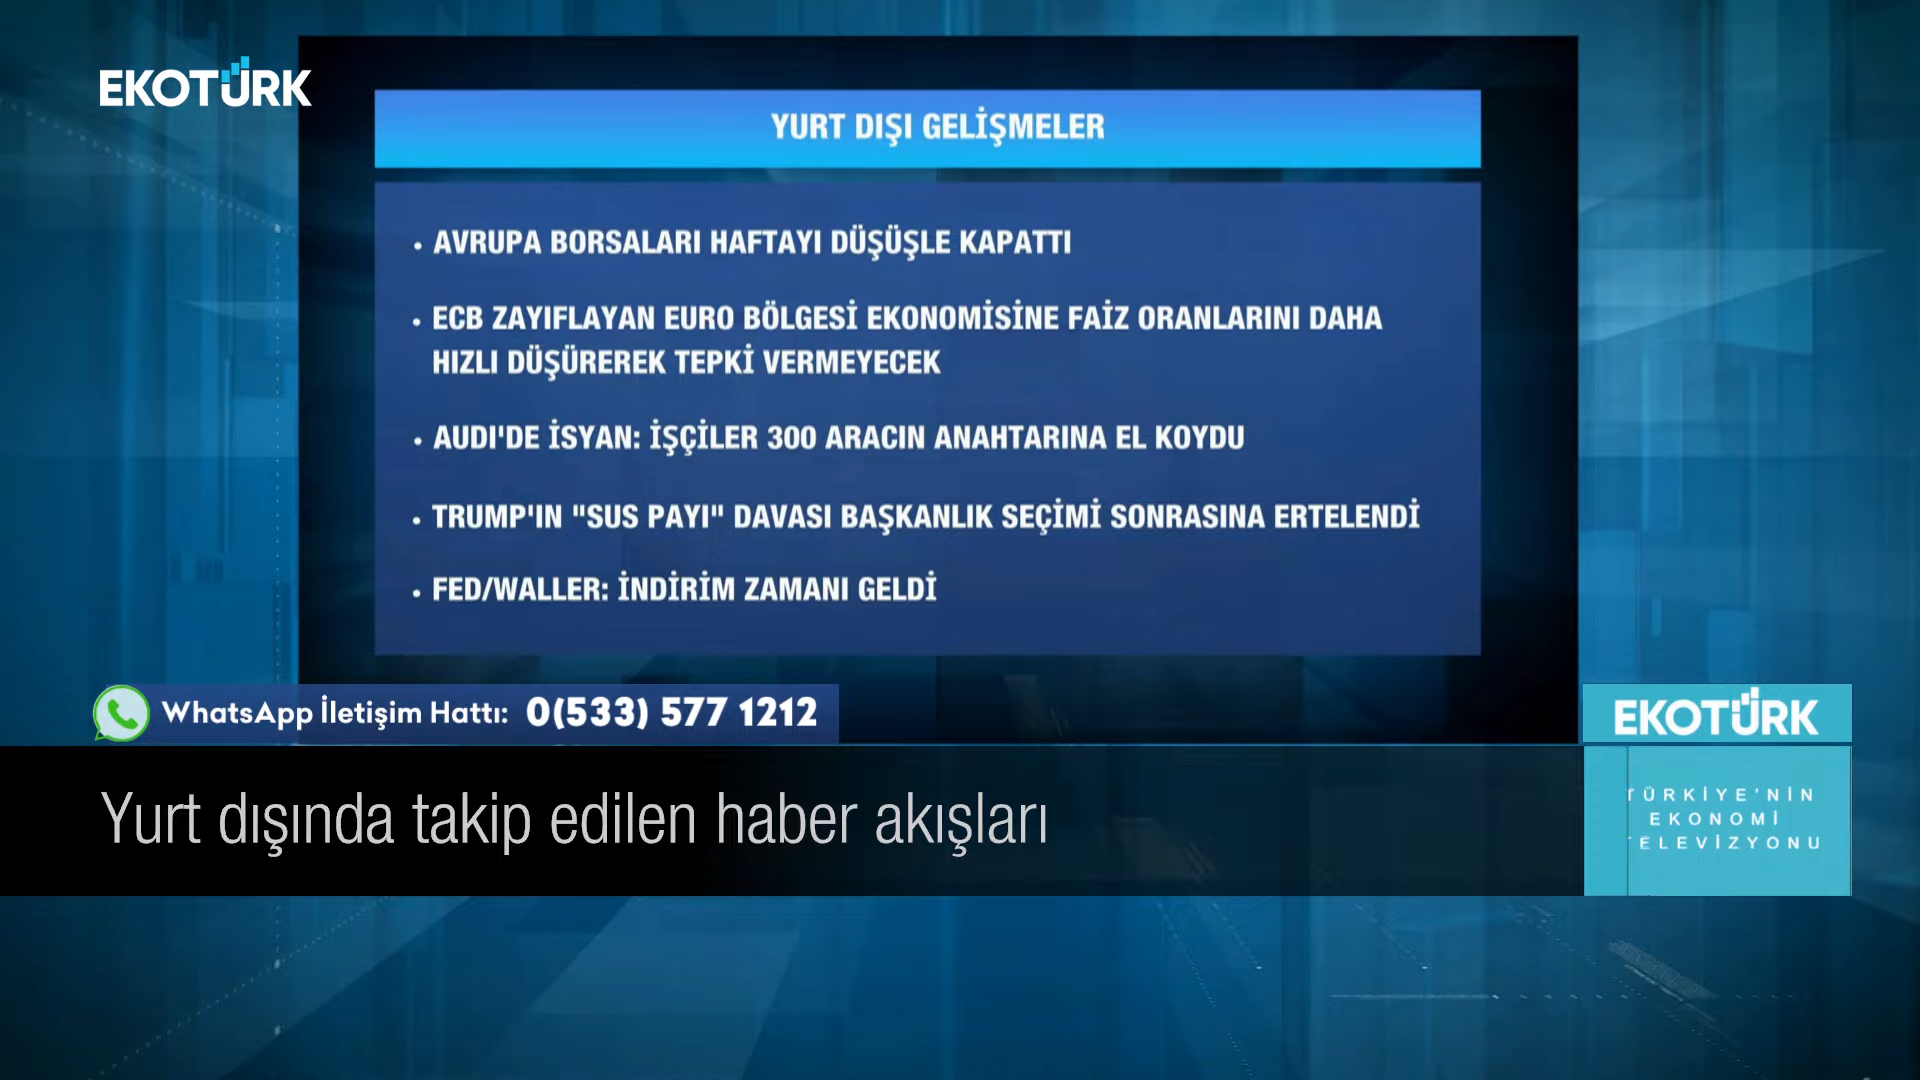 EKOTÜRK
YURT DIŞI GELİŞMELER
• AVRUPA BORSALARI HAFTAYI DÜŞÜŞLE KAPATTI
• ECB ZAYIFLAYAN EURO BÖLGESİ EKONOMİSİNE FAİZ ORANLARINI DAHA
HIZLI DÜŞÜREREK TEPKİ VERMEYECEK
• AUDI'DE İSYAN: İŞÇİLER 300 ARACIN ANAHTARINA EL KOYDU
• TRUMP'IN "SUS PAYI" DAVASI BAŞKANLIK SEÇİMİ SONRASINA ERTELENDİ
• FED/WALLER: İNDİRİM ZAMANI GELDİ
WhatsApp İletişim Hattı: 0(533) 577 1212
EKOTÜRK
Yurt dışında takip edilen haber akışları
TÜRKİYE'NİN
EKONOMİ
TELEVİZYONU